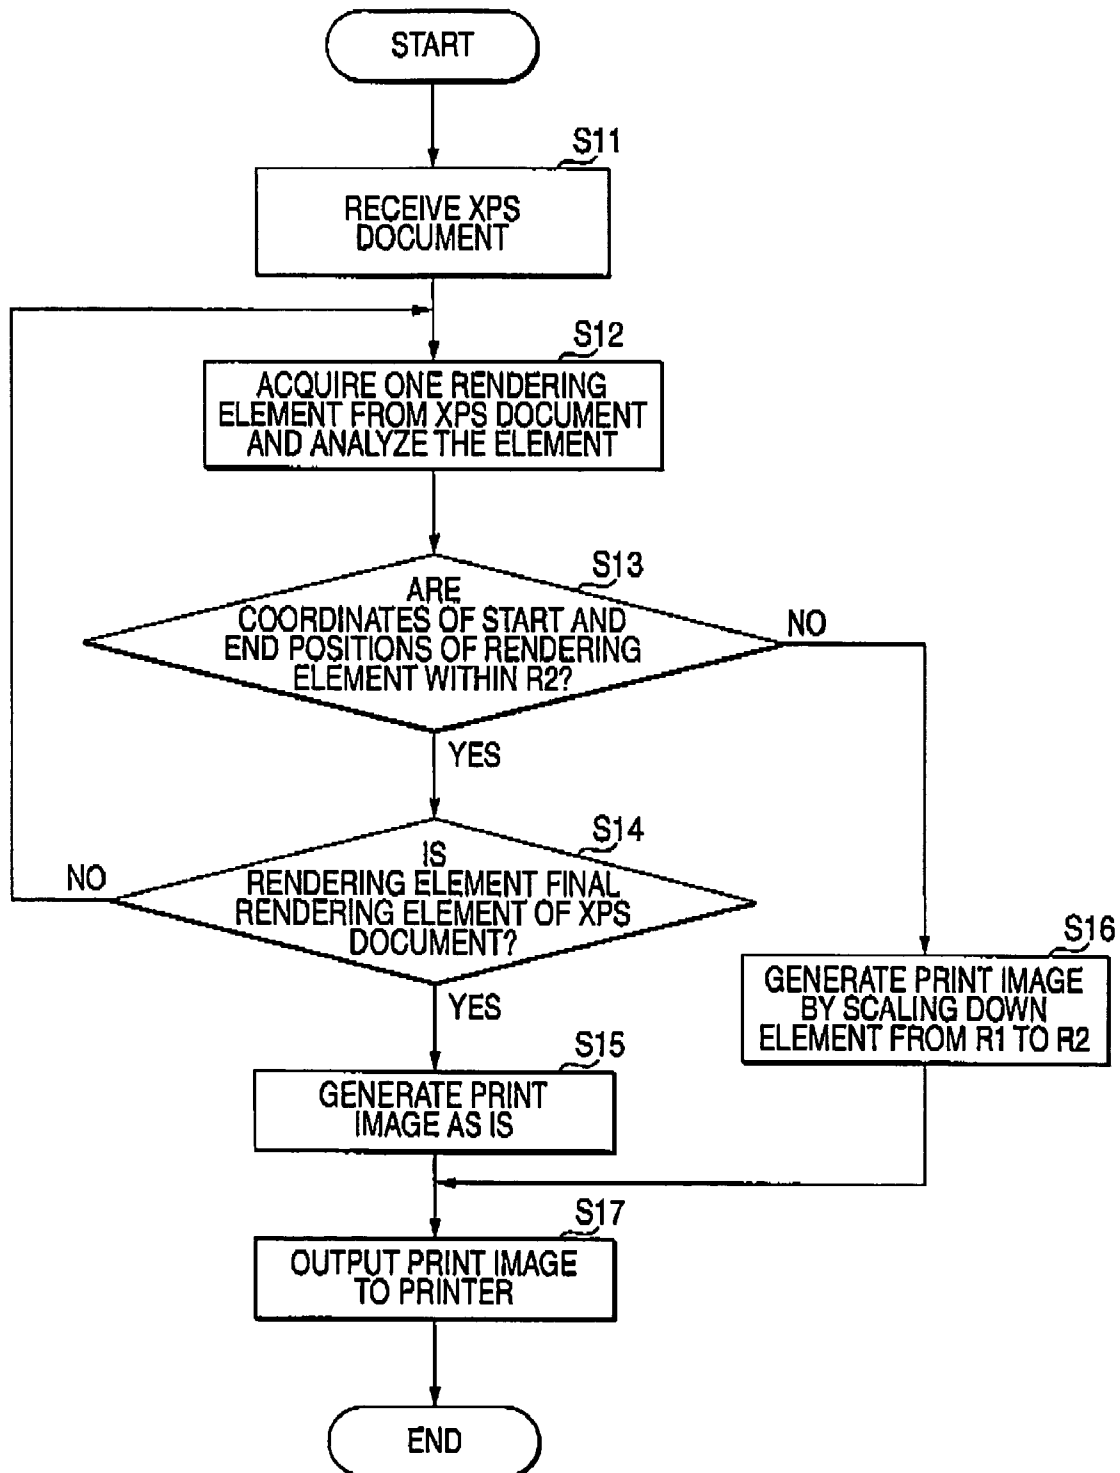 START
S11
RECEIVE XPS
DOCUMENT
S12
ACQUIRE ONE RENDERING
ELEMENT FROM XPS DOCUMENT
AND ANALYZE THE ELEMENT
S13
ARE
COORDINATES OF START AND
END POSITIONS OF RENDERING
ELEMENT WITHIN R2?
NO
YES
S14
IS
RENDERING ELEMENT FINAL
RENDERING ELEMENT OF XPS
DOCUMENT?
NO
YES
S16
GENERATE PRINT IMAGE
BY SCALING DOWN
ELEMENT FROM R1 TO R2
S15
GENERATE PRINT
IMAGE AS IS
S17
OUTPUT PRINT IMAGE
TO PRINTER
END